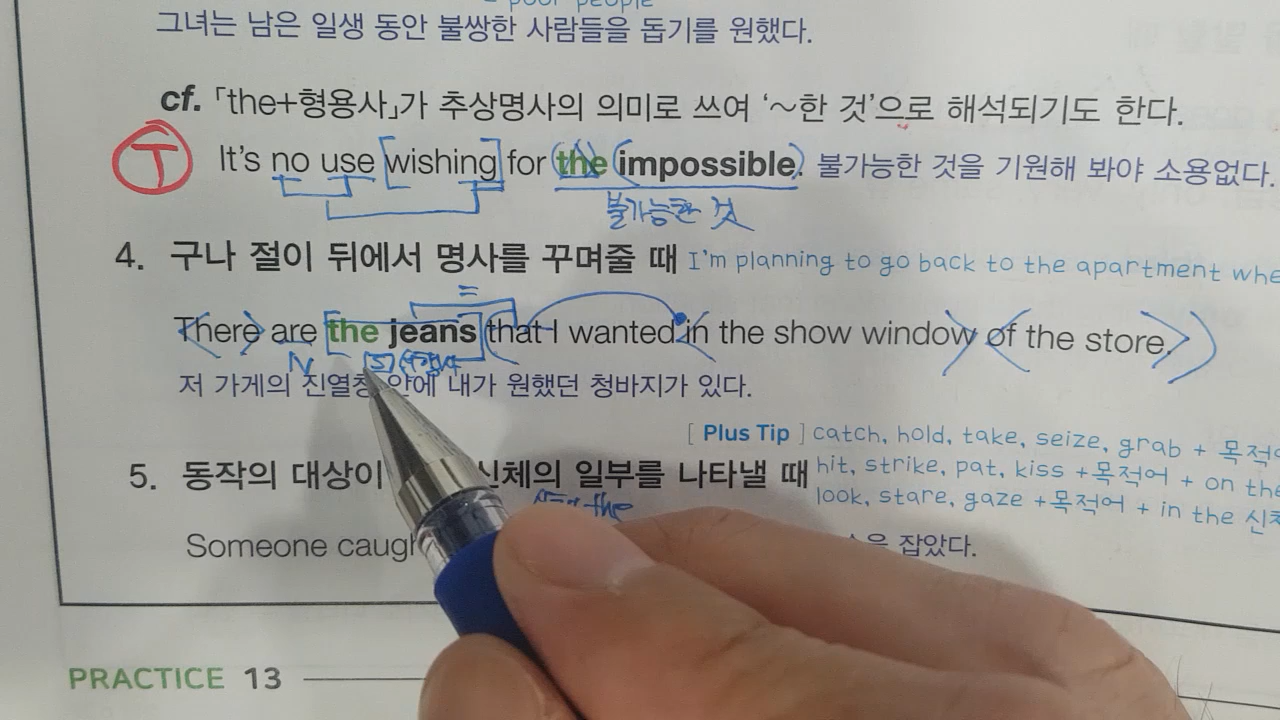 = poor people
그녀는 남은 일생 동안 불쌍한 사람들을 돕기를 원했다.
cf. 「the+형용사」가 추상명사의 의미로 쓰여 ‘~한 것’으로 해석되기도 한다.
T It's no use wishing for the impossible. 불가능한 것을 기원해 봐야 소용없다.
불가능한 것
4. 구나 절이 뒤에서 명사를 꾸며줄 때 I'm planning to go back to the apartment
=
There are the jeans that I wanted in the show window of the store.
V S
저 가게의 진열창 안에 내가 원했던 청바지가 있다.
[ Plus Tip ] catch, hold, take, seize, grab + 목적
5. 동작의 대상이 신체의 일부를 나타낼 때 hit, strike, pat, kiss +목적어 + on the
look, stare, gaze +목적어 + in the
the
Someone 잡았다.
PRACTICE 13